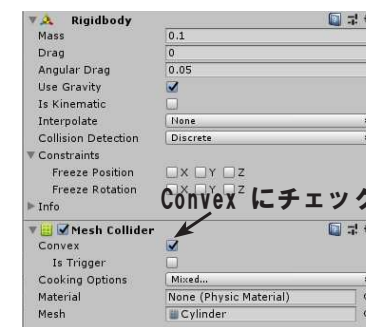 Rigidbody
Mass 0.1
Drag 0
Angular Drag 0.05
Use Gravity
Is Kinematic
Interpolate None
Collision Detection Discrete
Constraints
Freeze Position X Y Z
Freeze Rotation X Y Z
Info
Convex にチェック
Mesh Collider
Convex
Is Trigger
Cooking Options Mixed...
Material None (Physic Material)
Mesh Cylinder